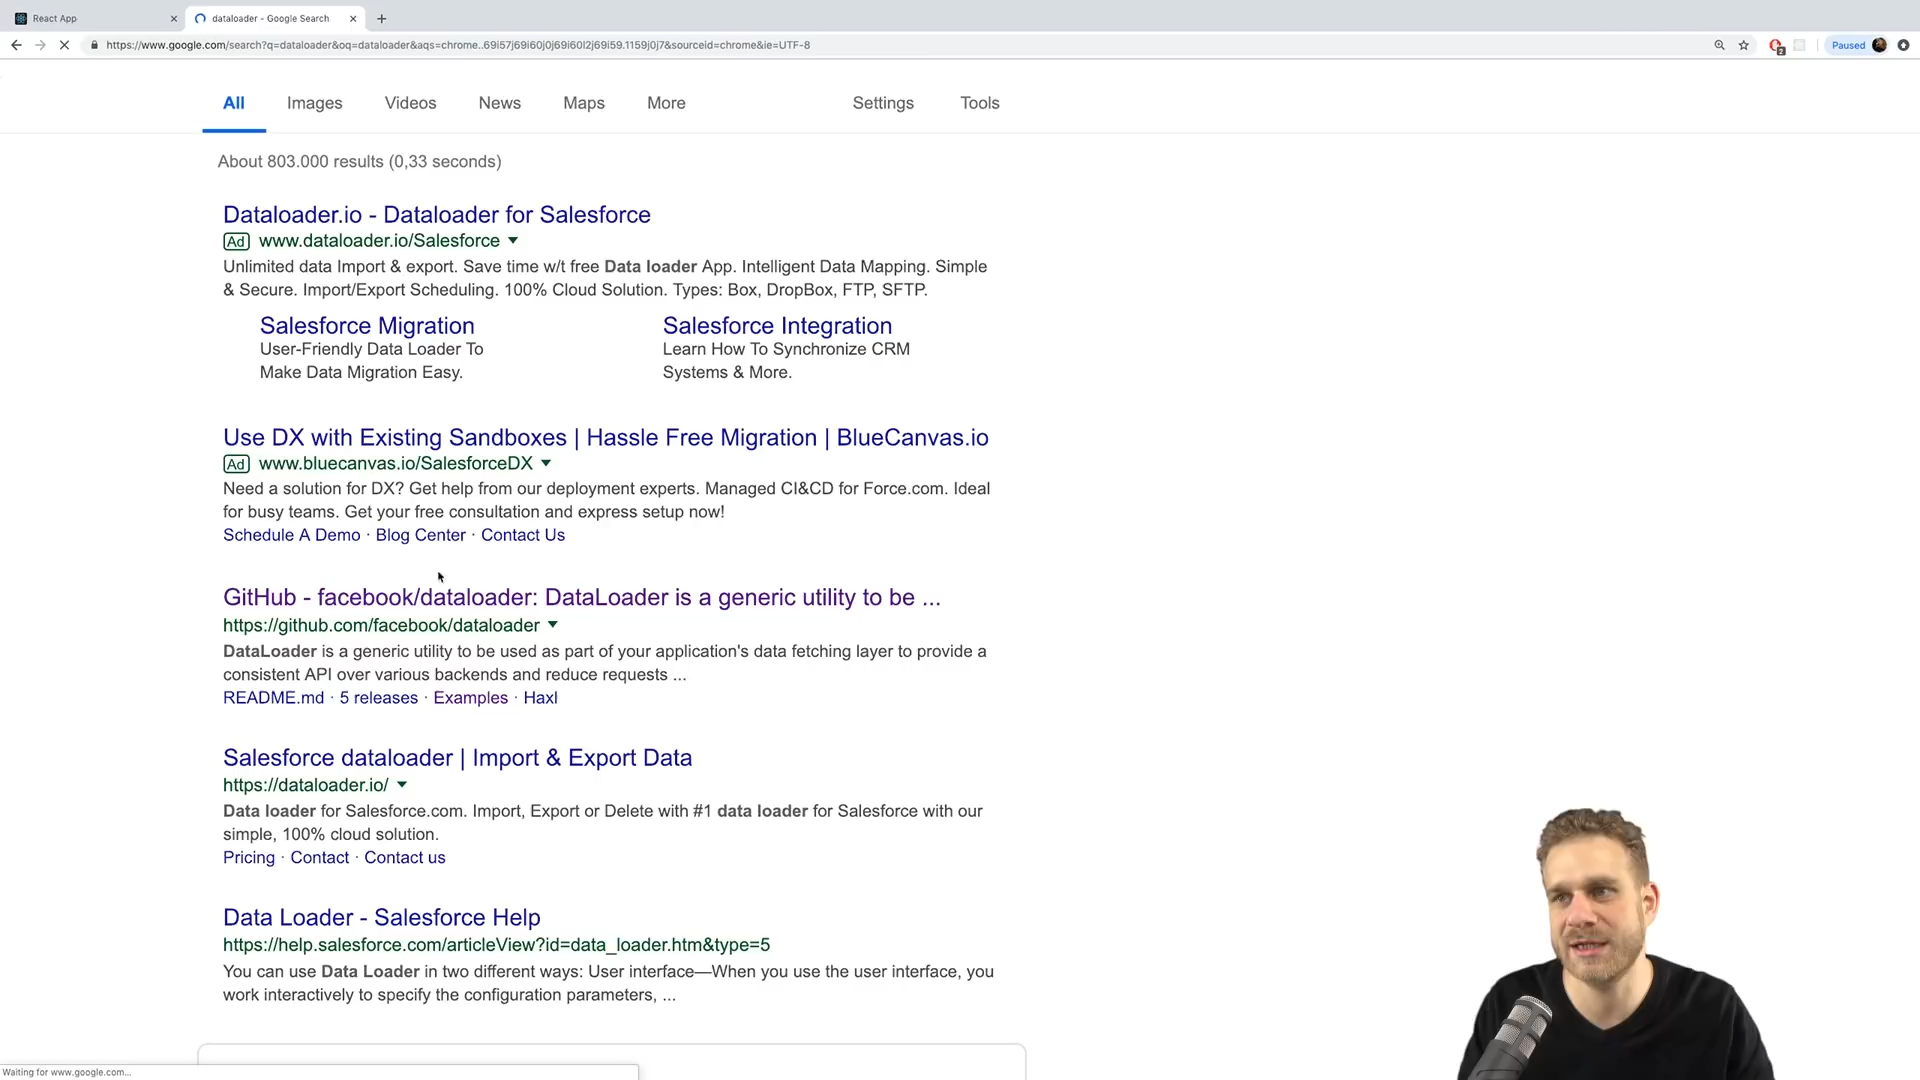 React App
dataloader - Google Search
https://www.google.com/search?q=dataloader&oq=dataloader&aqs=chrome..69i57j69i60j0j69i60l2j69i59.1159j0j7&sourceid=chrome&ie=UTF-8
2
Paused
All Images Videos News Maps More Settings Tools
About 803.000 results (0,33 seconds)
Dataloader.io - Dataloader for Salesforce
Ad www.dataloader.io/Salesforce
Unlimited data Import & export. Save time w/t free Data loader App. Intelligent Data Mapping. Simple
& Secure. Import/Export Scheduling. 100% Cloud Solution. Types: Box, DropBox, FTP, SFTP.
Salesforce Migration
User-Friendly Data Loader To
Make Data Migration Easy.
Salesforce Integration
Learn How To Synchronize CRM
Systems & More.
Use DX with Existing Sandboxes | Hassle Free Migration | BlueCanvas.io
Ad www.bluecanvas.io/SalesforceDX
Need a solution for DX? Get help from our deployment experts. Managed CI&CD for Force.com. Ideal
for busy teams. Get your free consultation and express setup now!
Schedule A Demo · Blog Center · Contact Us
GitHub - facebook/dataloader: DataLoader is a generic utility to be ...
https://github.com/facebook/dataloader
DataLoader is a generic utility to be used as part of your application's data fetching layer to provide a
consistent API over various backends and reduce requests ...
README.md · 5 releases · Examples · Haxl
Salesforce dataloader | Import & Export Data
https://dataloader.io/
Data loader for Salesforce.com. Import, Export or Delete with #1 data loader for Salesforce with our
simple, 100% cloud solution.
Pricing · Contact · Contact us
Data Loader - Salesforce Help
https://help.salesforce.com/articleView?id=data_loader.htm&type=5
You can use Data Loader in two different ways: User interface—When you use the user interface, you
work interactively to specify the configuration parameters, ...
Waiting for www.google.com...